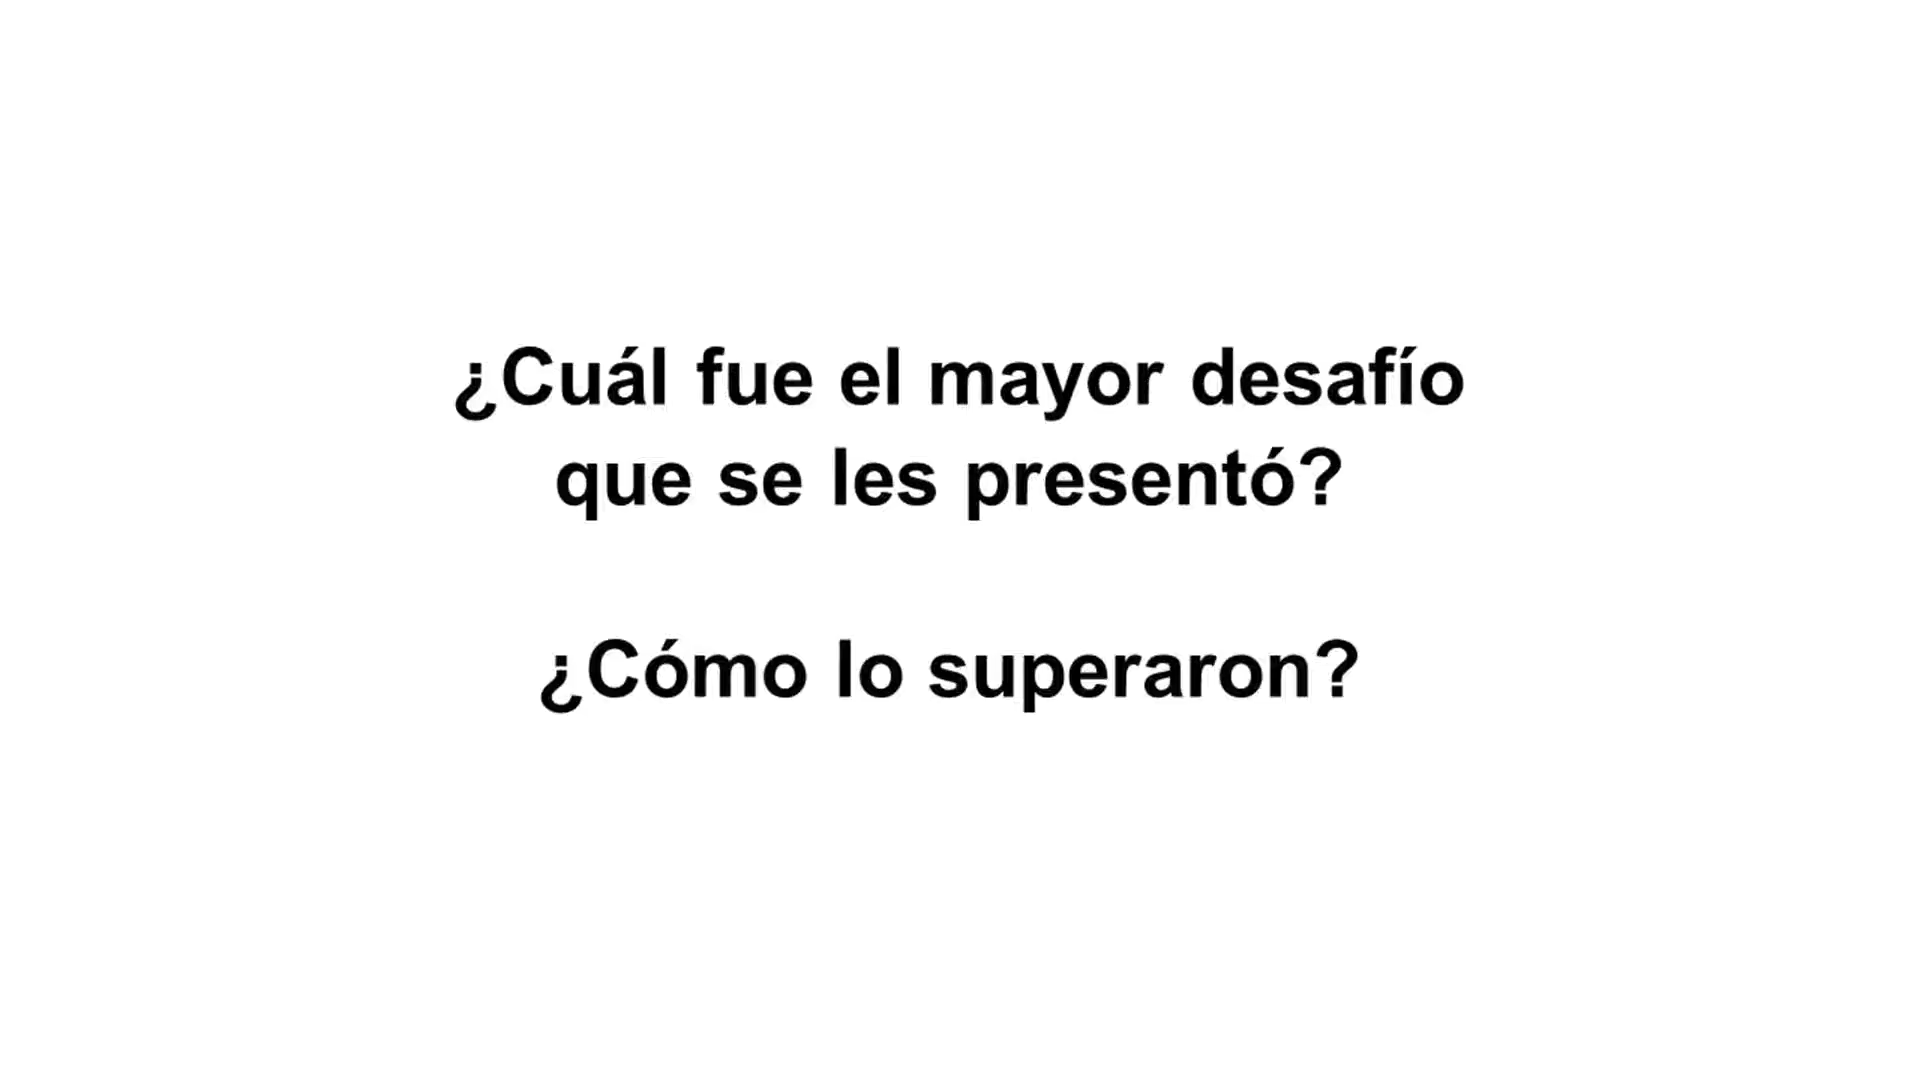 ¿Cuál fue el mayor desafío
que se les presentó?
¿Cómo lo superaron?